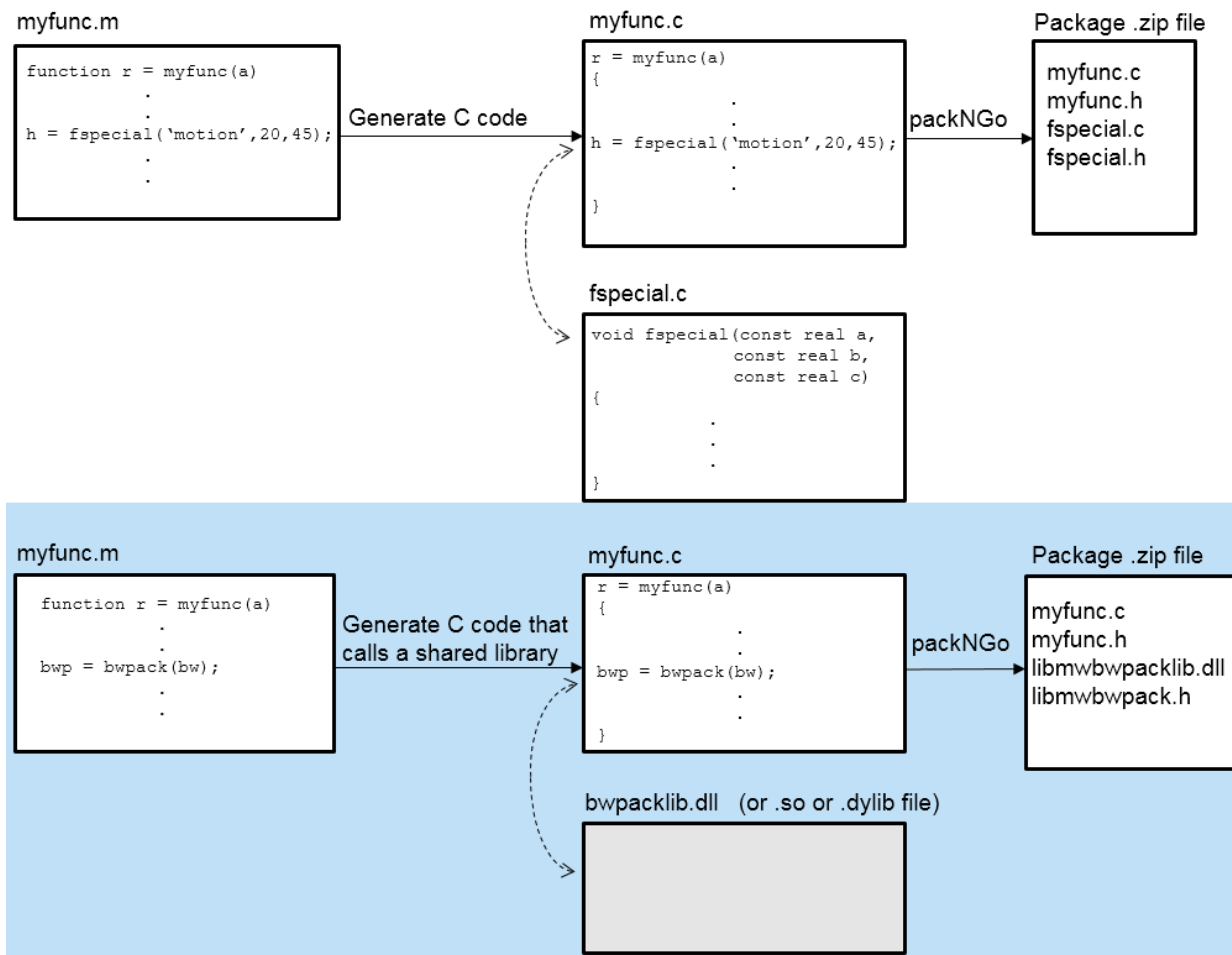 myfunc.m
function r = myfunc(a)
.
.
h = fspecial(‘motion’,20,45);
.
.
Generate C code
myfunc.c
r = myfunc(a)
{
.
.
h = fspecial(‘motion’,20,45);
.
.
}
packNGo
Package .zip file
myfunc.c
myfunc.h
fspecial.c
fspecial.h
fspecial.c
void fspecial(const real a,
const real b,
const real c)
{
.
.
.
}
myfunc.m
function r = myfunc(a)
.
.
bwp = bwpack(bw);
.
.
Generate C code that
calls a shared library
myfunc.c
r = myfunc(a)
{
.
.
bwp = bwpack(bw);
.
.
}
packNGo
Package .zip file
myfunc.c
myfunc.h
libmwbwpacklib.dll
libmwbwpack.h
bwpacklib.dll (or .so or .dylib file)